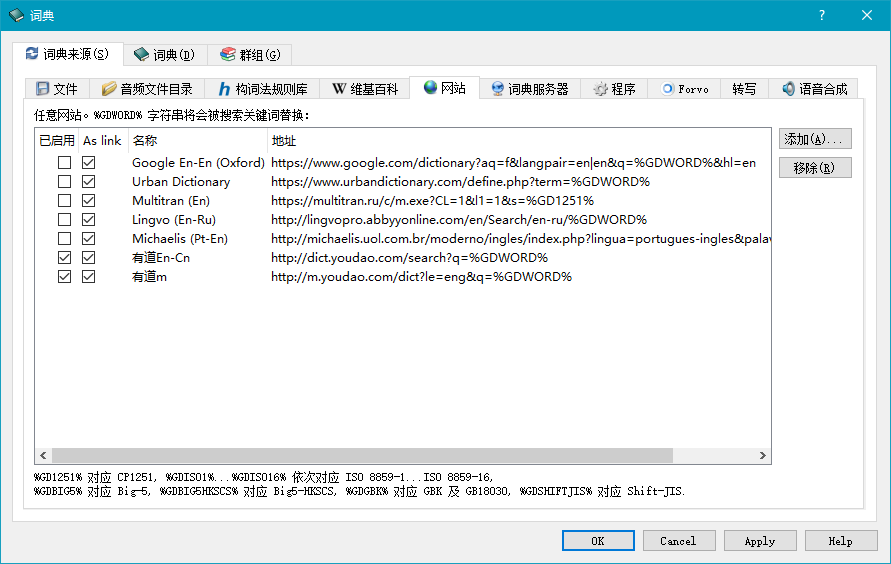 词典
词典来源(S) 词典(D) 群组(G)
文件 音频文件目录 构词法规则库 维基百科 网站 词典服务器 程序 Forvo 转写 语音合成
任意网站。%GDWORD% 字符串将会被搜索关键词替换:
已启用 As link 名称 地址
Google En-En (Oxford) https://www.google.com/dictionary?aq=f&langpair=en|en&q=%GDWORD%&hl=en
Urban Dictionary https://www.urbandictionary.com/define.php?term=%GDWORD%
Multitran (En) https://multitran.ru/c/m.exe?CL=1&l1=1&s=%GD1251%
Lingvo (En-Ru) http://lingvopro.abbyyonline.com/en/Search/en-ru/%GDWORD%
Michaelis (Pt-En) http://michaelis.uol.com.br/moderno/ingles/index.php?lingua=portugues-ingles&palav
有道En-Cn http://dict.youdao.com/search?q=%GDWORD%
有道m http://m.youdao.com/dict?le=eng&q=%GDWORD%
添加(A)...
移除(R)
%GD1251% 对应 CP1251, %GDISO1%...%GDISO16% 依次对应 ISO 8859-1...ISO 8859-16,
%GDBIG5% 对应 Big-5, %GDBIG5HKSCS% 对应 Big5-HKSCS, %GDGBK% 对应 GBK 及 GB18030, %GDSHIFTJIS% 对应 Shift-JIS.
OK Cancel Apply Help